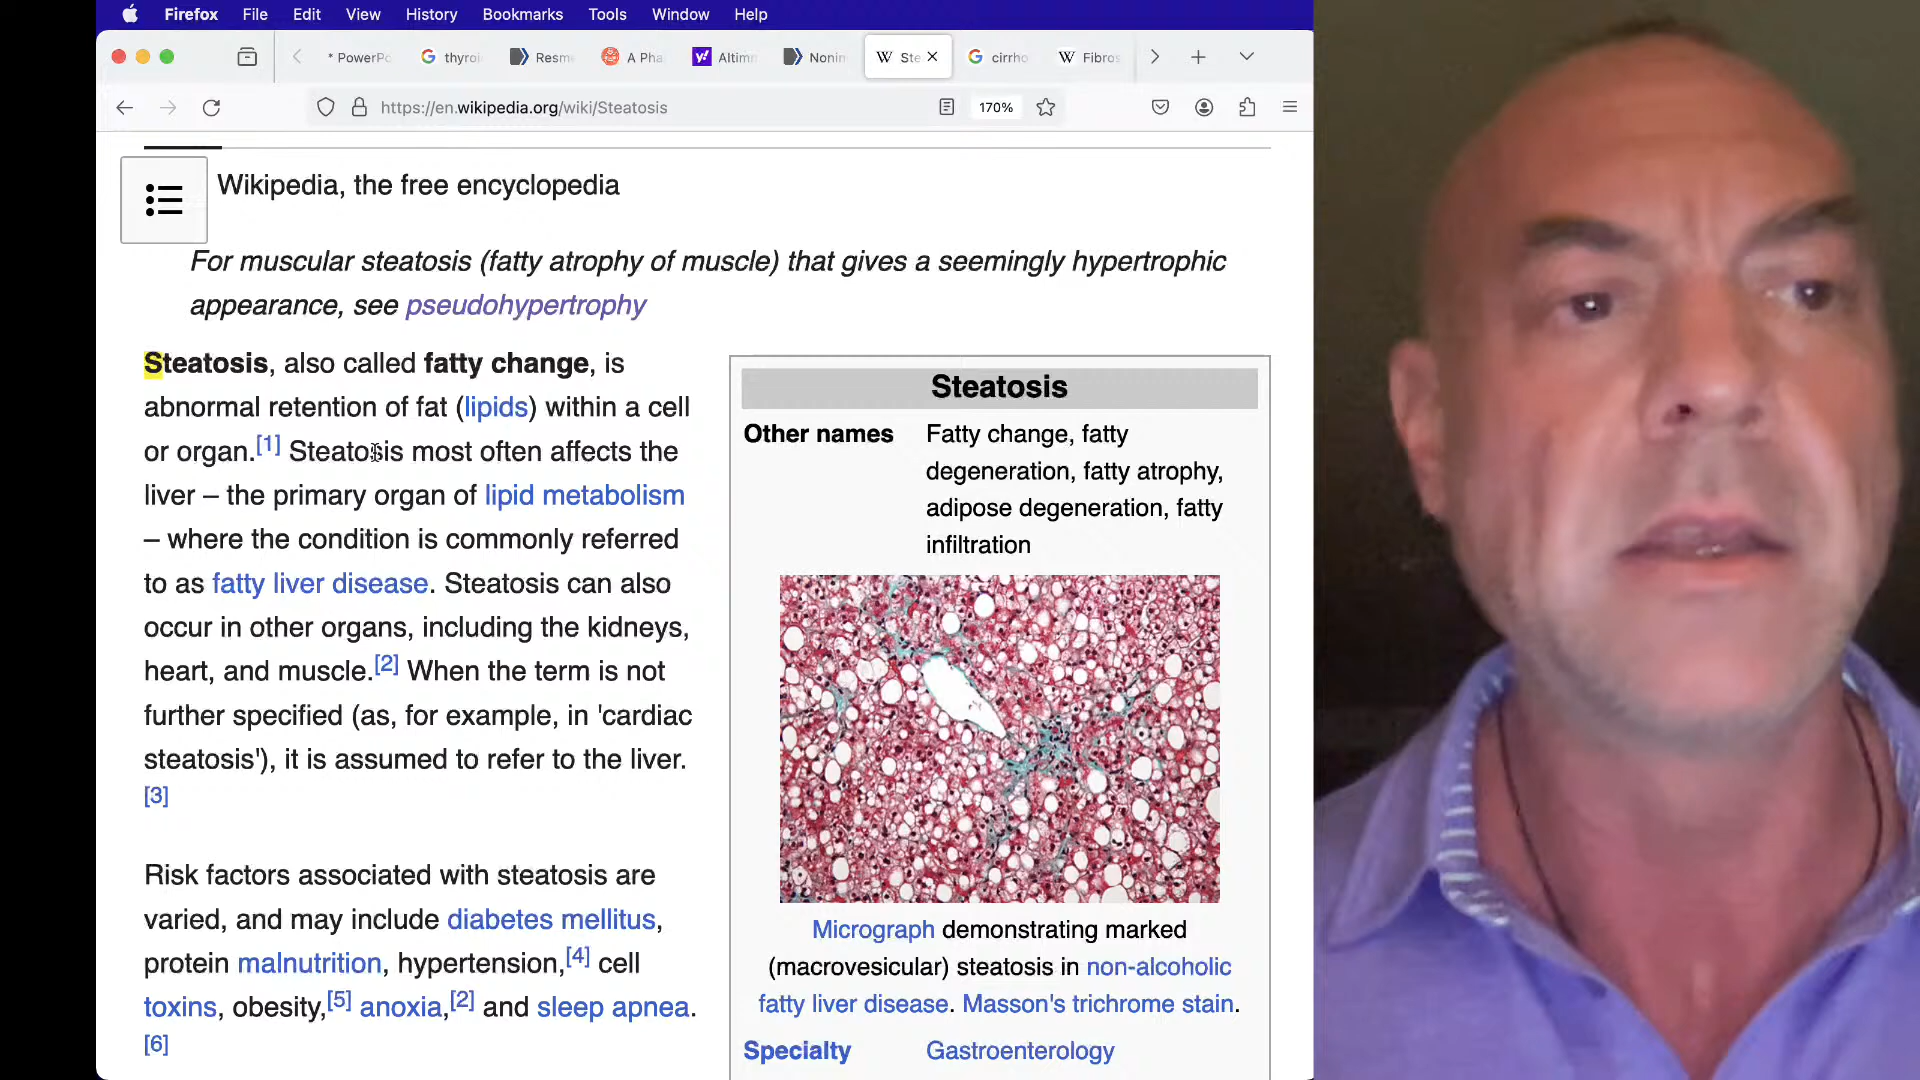 Firefox File Edit View History Bookmarks Tools Window Help
* PowerPo thyroi Resm A Pha Altimm Nonin Ste cirrho Fibros
https://en.wikipedia.org/wiki/Steatosis 170%
Wikipedia, the free encyclopedia
For muscular steatosis (fatty atrophy of muscle) that gives a seemingly hypertrophic
appearance, see pseudohypertrophy
Steatosis, also called fatty change, is
abnormal retention of fat (lipids) within a cell
or organ.[1] Steatosis most often affects the
liver – the primary organ of lipid metabolism
– where the condition is commonly referred
to as fatty liver disease. Steatosis can also
occur in other organs, including the kidneys,
heart, and muscle.[2] When the term is not
further specified (as, for example, in 'cardiac
steatosis'), it is assumed to refer to the liver.
[3]
Risk factors associated with steatosis are
varied, and may include diabetes mellitus,
protein malnutrition, hypertension,[4] cell
toxins, obesity,[5] anoxia,[2] and sleep apnea.
[6]
Steatosis
Other names Fatty change, fatty
degeneration, fatty atrophy,
adipose degeneration, fatty
infiltration
Micrograph demonstrating marked
(macrovesicular) steatosis in non-alcoholic
fatty liver disease. Masson's trichrome stain.
Specialty Gastroenterology